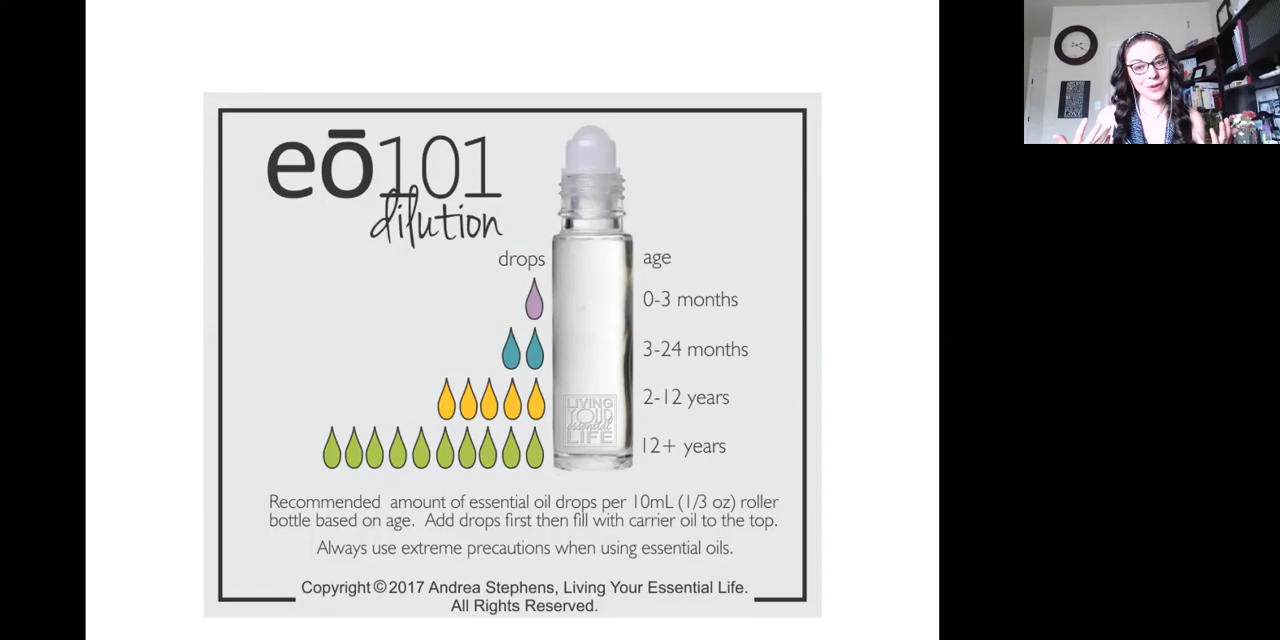 eō101
dilution
drops
age
0-3 months
3-24 months
2-12 years
12+ years
LIVING
YOUR
essential
LIFE
Recommended amount of essential oil drops per 10mL (1/3 oz) roller
bottle based on age. Add drops first then fill with carrier oil to the top.
Always use extreme precautions when using essential oils.
Copyright © 2017 Andrea Stephens, Living Your Essential Life.
All Rights Reserved.